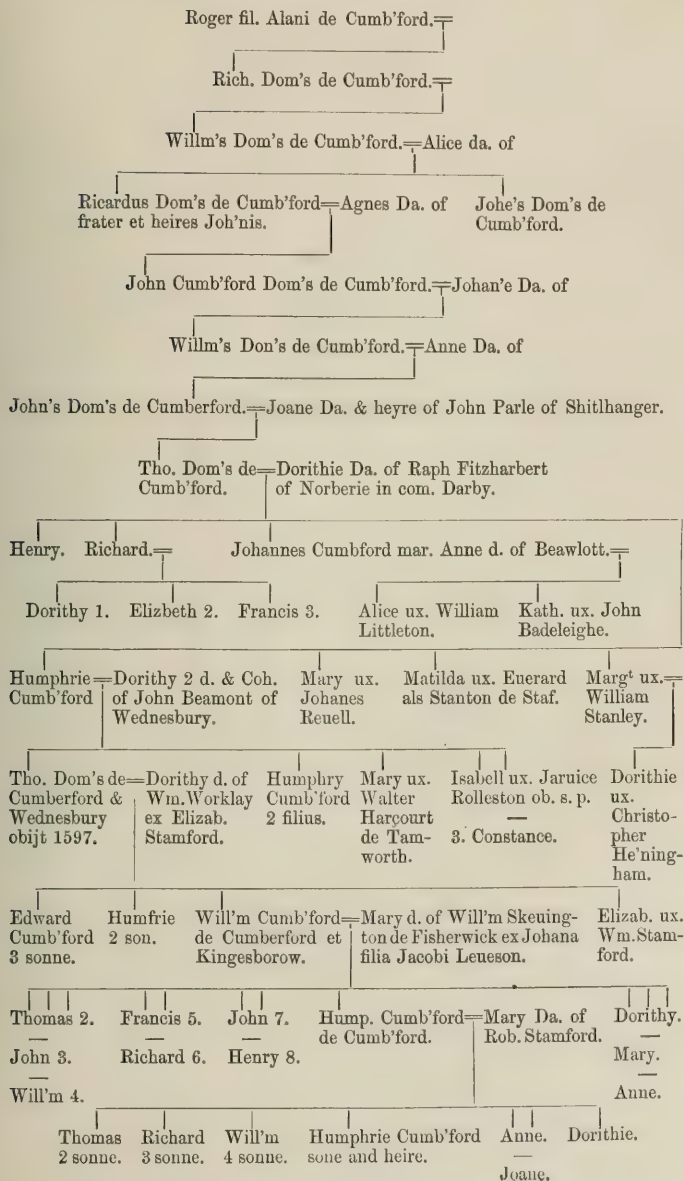 Roger fil. Alani de Cumb'ford.=
Rich. Dom's de Cumb'ford.=
Willm's Dom's de Cumb'ford.=Alice da. of
Ricardus Dom's de Cumb'ford=Agnes Da. of Johe's Dom's de
frater et heires Joh'nis. Cumb'ford.
John Cumb'ford Dom's de Cumb'ford.=Johan'e Da. of
Willm's Don's de Cumb'ford.=Anne Da. of
John's Dom's de Cumberford.=Joane Da. & heyre of John Parle of Shitlhanger.
Tho. Dom's de=Dorithie Da. of Raph Fitzharbert
Cumb'ford. of Norberie in com. Darby.
Henry. Richard.= Johannes Cumbford mar. Anne d. of Beawlott.=
Dorithy 1. Elizbeth 2. Francis 3. Alice ux. William Kath. ux. John
Littleton. Badeleighe.
Humphrie=Dorithy 2 d. & Coh. Mary ux. Matilda ux. Euerard Margt ux.=
Cumb'ford of John Beamont of Johanes als Stanton de Staf. William
Wednesbury. Reuell. Stanley.
Tho. Dom's de=Dorithy d. of Humphry Mary ux. Isabell ux. Jaruice Dorithie
Cumberford & Wm. Worklay Cumb'ford Walter Rolleston ob. s. p. ux.
Wednesbury ex Elizab. 2 filius. Harçourt — Christo-
obijt 1597. Stamford. de Tam- 3. Constance. pher
worth. He'ning-
ham.
Edward Humfrie Will'm Cumb'ford=Mary d. of Will'm Skeuing- Elizab. ux.
Cumb'ford 2 son. de Cumberford et ton de Fisherwick ex Johana Wm. Stam-
3 sonne. Kingesborow. filia Jacobi Leueson. ford.
Thomas 2. Francis 5. John 7. Hump. Cumb'ford=Mary Da. of Dorithy.
— — — de Cumb'ford. Rob. Stamford. —
John 3. Richard 6. Henry 8. Mary.
— —
Will'm 4. Anne.
Thomas Richard Will'm Humphrie Cumb'ford Anne. Dorithie.
2 sonne. 3 sonne. 4 sonne. sone and heire. —
Joane.